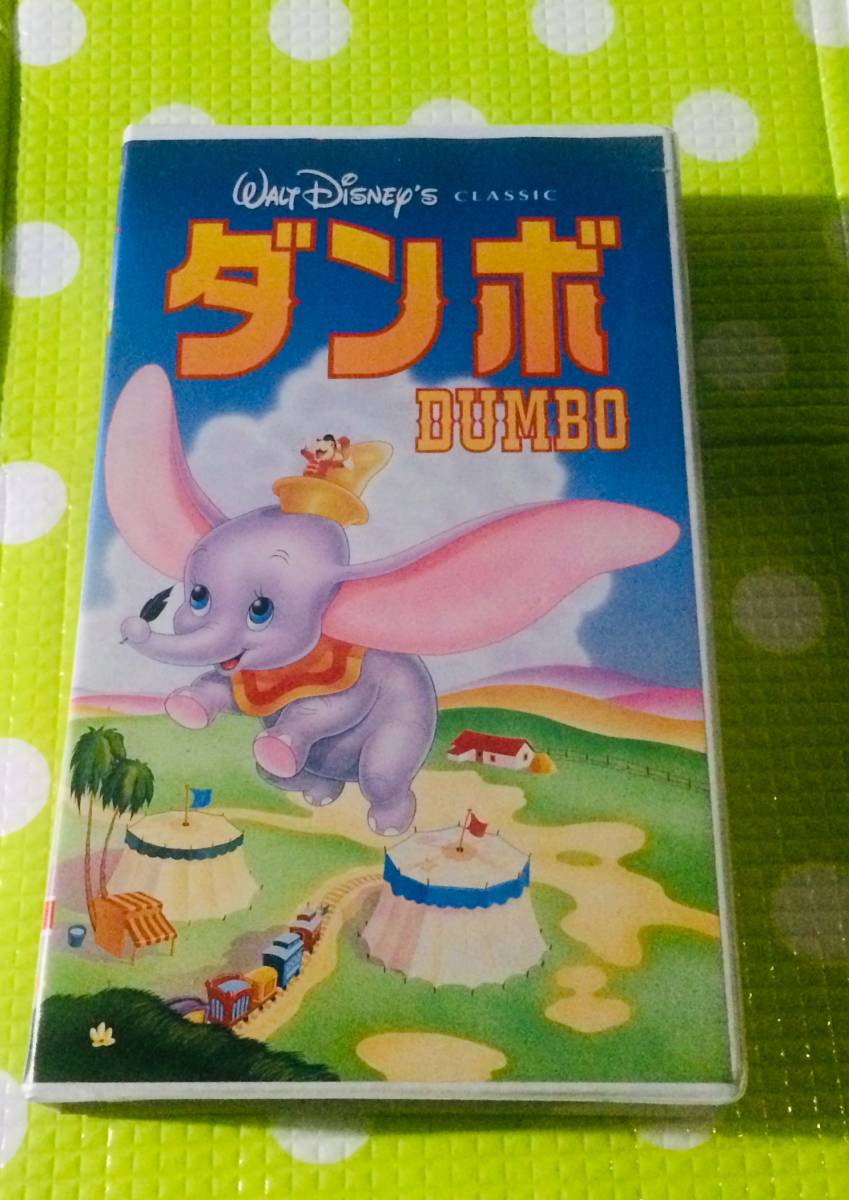 WALT DISNEY'S CLASSIC
ダンボ
DUMBO